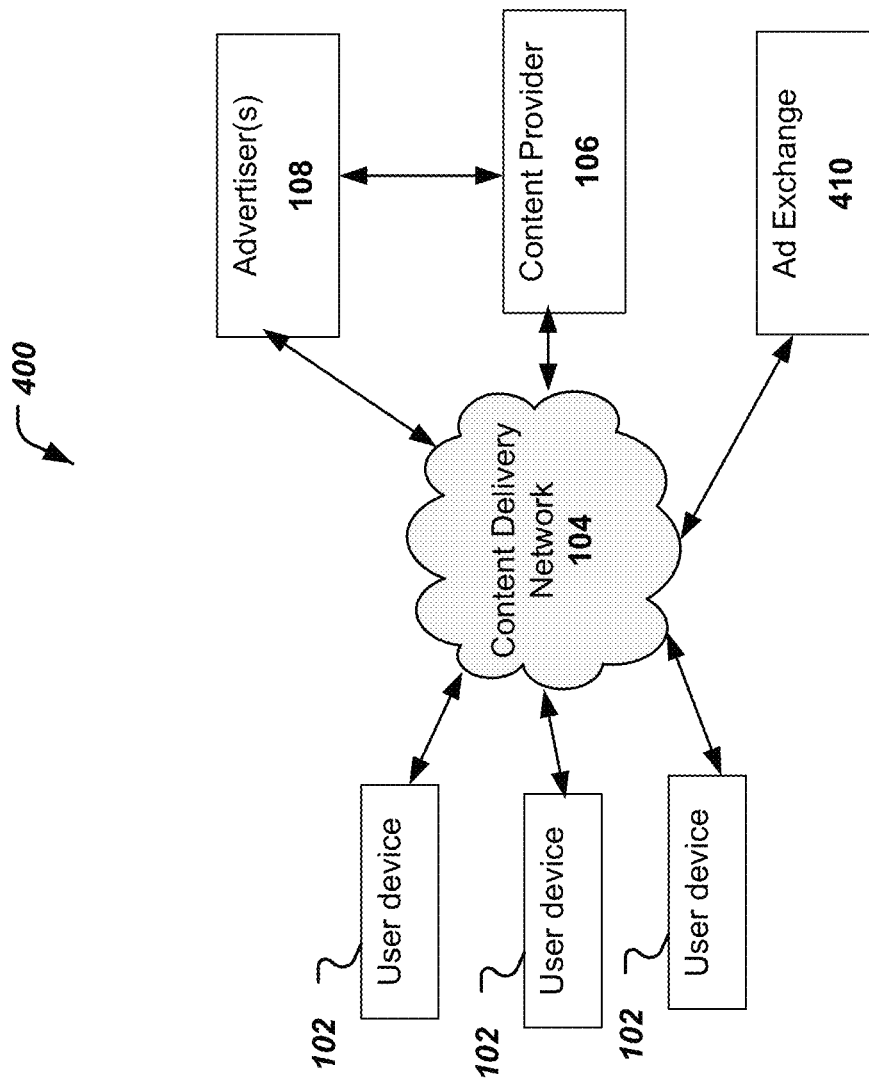 400
Advertiser(s)
108
Content Provider
106
Ad Exchange
410
Content Delivery
Network
104
102
User device
102
User device
102
User device